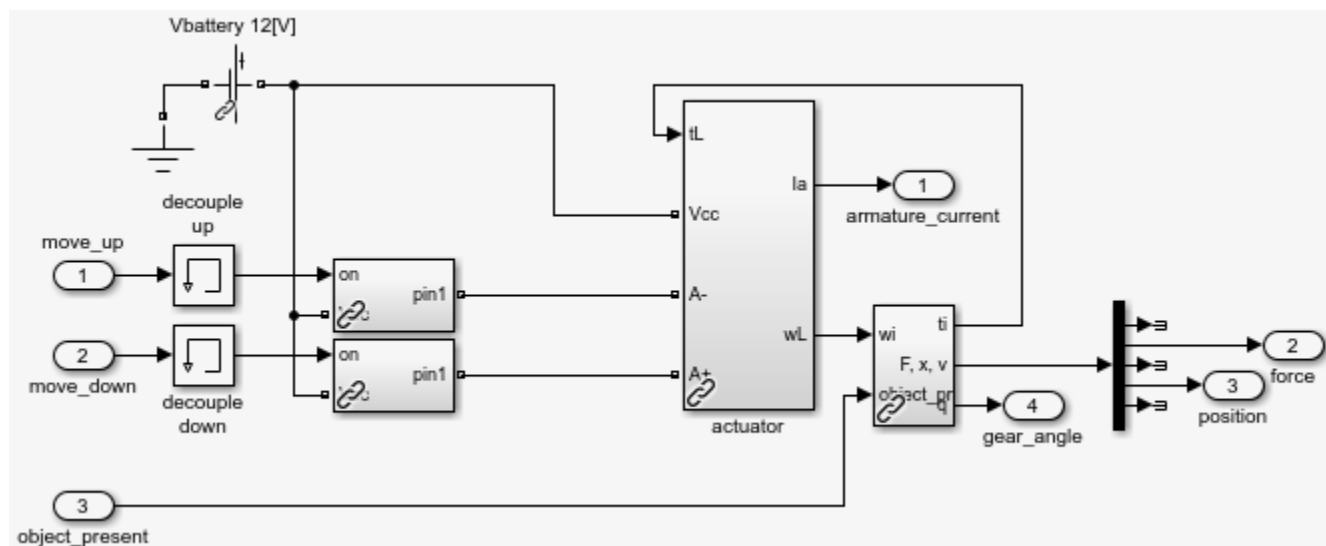 Vbattery 12[V]
decouple
up
move_up
1
on
pin1
2
move_down
on
pin1
decouple
down
3
object_present
tL
Ia
Vcc
A-
wL
A+
actuator
1
armature_current
wi
ti
F, x, v
object_pr
q
4
gear_angle
2
force
3
position